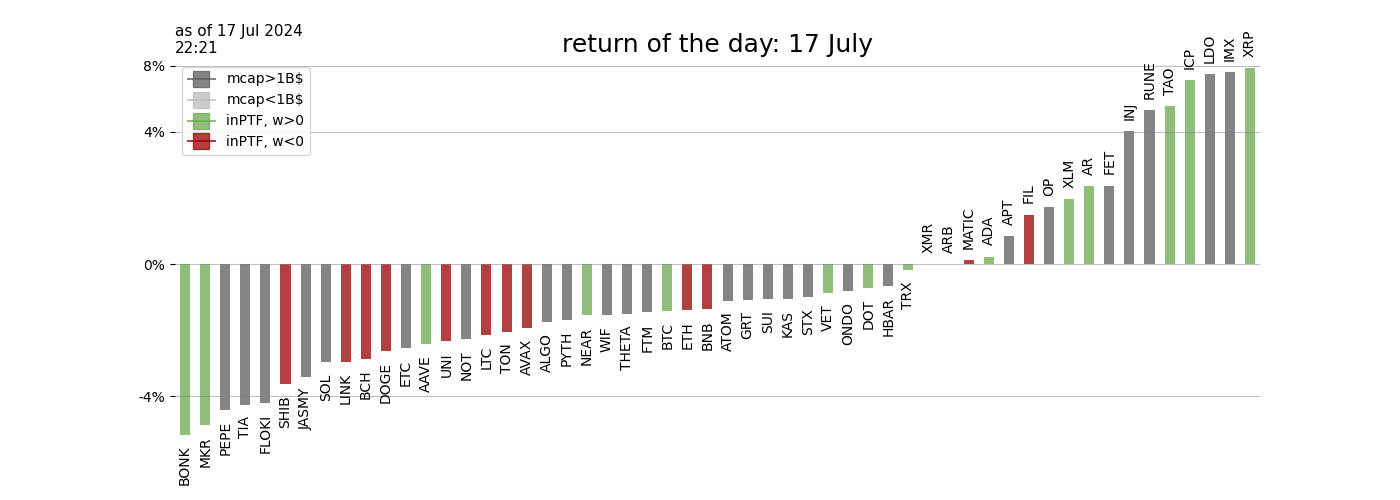 as of 17 Jul 2024
22:21
return of the day: 17 July
8%
4%
0%
-4%
mcap>1B$
mcap<1B$
inPTF, w>0
inPTF, w<0
BONK
MKR
PEPE
TIA
FLOKI
SHIB
JASMY
SOL
LINK
BCH
DOGE
ETC
AAVE
UNI
NOT
LTC
TON
AVAX
ALGO
PYTH
NEAR
WIF
THETA
FTM
BTC
ETH
BNB
ATOM
GRT
SUI
KAS
STX
VET
ONDO
DOT
HBAR
TRX
XMR
ARB
MATIC
ADA
APT
FIL
OP
XLM
AR
FET
INJ
RUNE
TAO
ICP
LDO
IMX
XRP